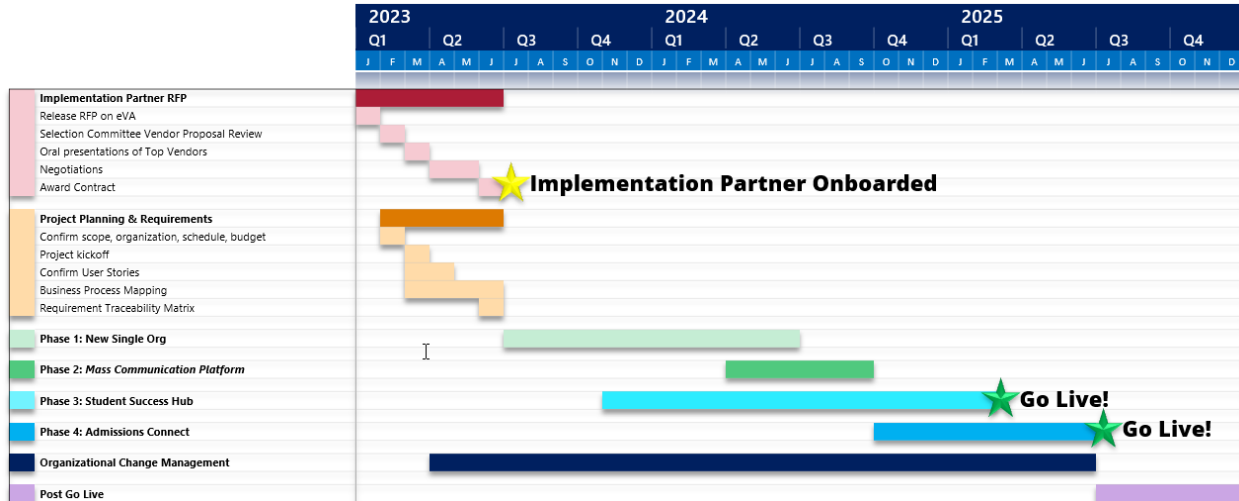 2023 2024 2025
Q1 Q2 Q3 Q4 Q1 Q2 Q3 Q4 Q1 Q2 Q3 Q4
J F M A M J J A S O N D J F M A M J J A S O N D J F M A M J J A S O N D
Implementation Partner RFP
Release RFP on eVA
Selection Committee Vendor Proposal Review
Oral presentations of Top Vendors
Negotiations
Award Contract
Implementation Partner Onboarded
Project Planning & Requirements
Confirm scope, organization, schedule, budget
Project kickoff
Confirm User Stories
Business Process Mapping
Requirement Traceability Matrix
Phase 1: New Single Org
Phase 2: Mass Communication Platform
Phase 3: Student Success Hub
Go Live!
Phase 4: Admissions Connect
Go Live!
Organizational Change Management
Post Go Live